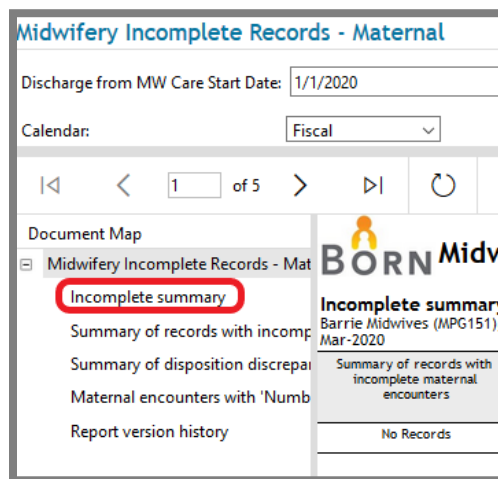 Midwifery Incomplete Records - Maternal
Discharge from MW Care Start Date: 1/1/2020
Calendar: Fiscal
1 of 5
Document Map
Midwifery Incomplete Records - Mat
Incomplete summary
Summary of records with incomp
Summary of disposition discrepa
Maternal encounters with 'Numb
Report version history
BORN Midw
Incomplete summary
Barrie Midwives (MPG151)
Mar-2020
Summary of records with
incomplete maternal
encounters
No Records